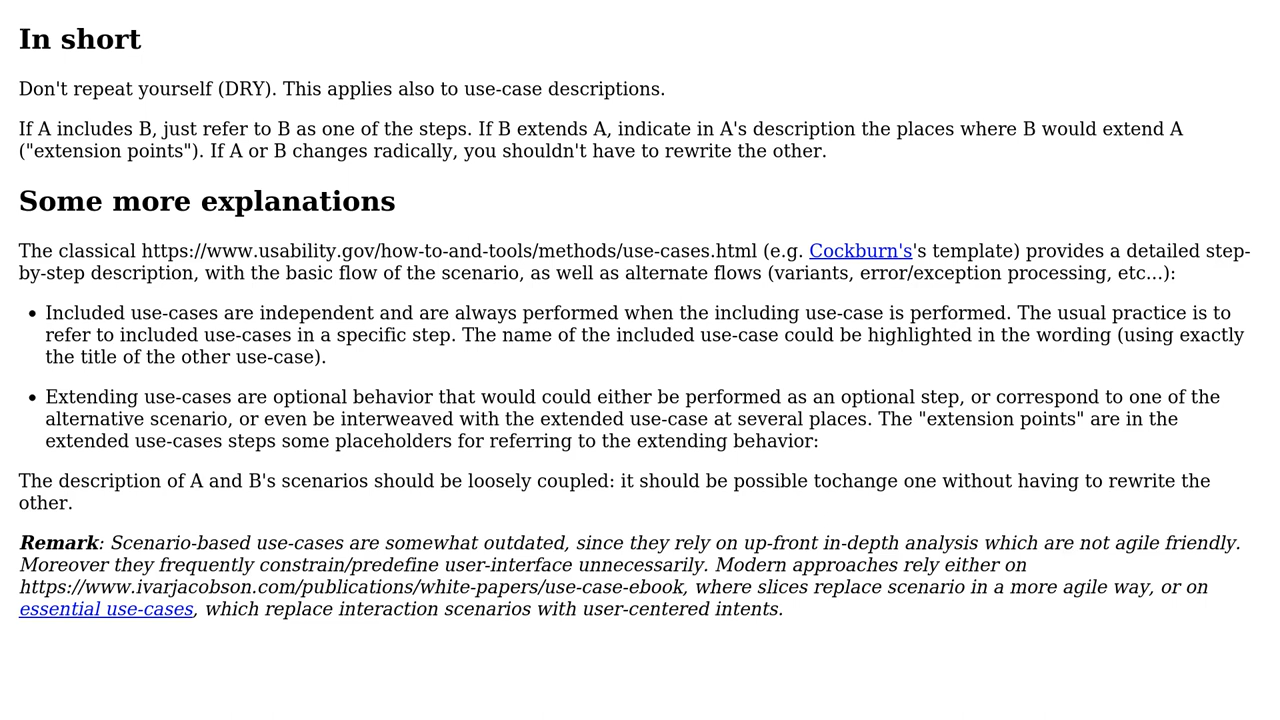 In short
Don't repeat yourself (DRY). This applies also to use-case descriptions.
If A includes B, just refer to B as one of the steps. If B extends A, indicate in A's description the places where B would extend A
("extension points"). If A or B changes radically, you shouldn't have to rewrite the other.
Some more explanations
The classical https://www.usability.gov/how-to-and-tools/methods/use-cases.html (e.g. Cockburn's's template) provides a detailed step-
by-step description, with the basic flow of the scenario, as well as alternate flows (variants, error/exception processing, etc...):
• Included use-cases are independent and are always performed when the including use-case is performed. The usual practice is to
refer to included use-cases in a specific step. The name of the included use-case could be highlighted in the wording (using exactly
the title of the other use-case).
• Extending use-cases are optional behavior that would could either be performed as an optional step, or correspond to one of the
alternative scenario, or even be interweaved with the extended use-case at several places. The "extension points" are in the
extended use-cases steps some placeholders for referring to the extending behavior:
The description of A and B's scenarios should be loosely coupled: it should be possible tochange one without having to rewrite the
other.
Remark: Scenario-based use-cases are somewhat outdated, since they rely on up-front in-depth analysis which are not agile friendly.
Moreover they frequently constrain/predefine user-interface unnecessarily. Modern approaches rely either on
https://www.ivarjacobson.com/publications/white-papers/use-case-ebook, where slices replace scenario in a more agile way, or on
essential use-cases, which replace interaction scenarios with user-centered intents.